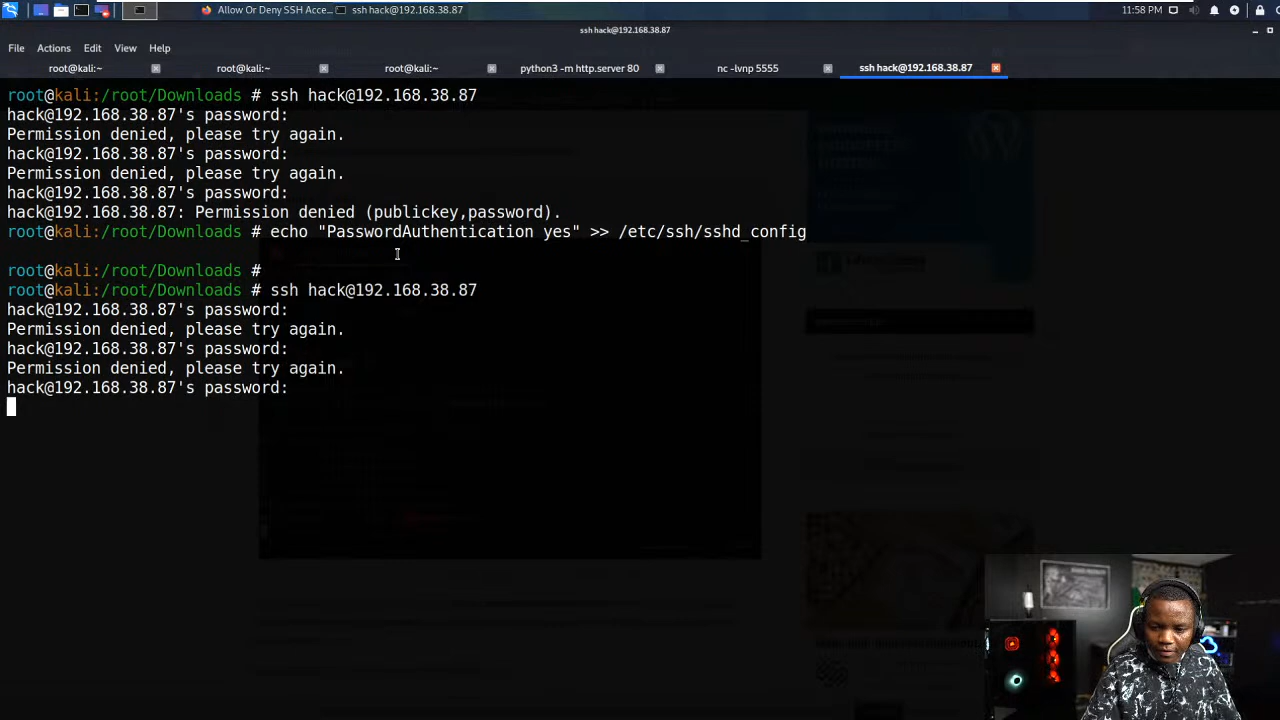 Allow Or Deny SSH Acce...
ssh hack@192.168.38.87
11:58 PM
ssh hack@192.168.38.87
File Actions Edit View Help
root@kali:~
root@kali:~
root@kali:~
python3 -m http.server 80
nc -lvnp 5555
ssh hack@192.168.38.87
root@kali:/root/Downloads # ssh hack@192.168.38.87
hack@192.168.38.87's password:
Permission denied, please try again.
hack@192.168.38.87's password:
Permission denied, please try again.
hack@192.168.38.87's password:
hack@192.168.38.87: Permission denied (publickey,password).
root@kali:/root/Downloads # echo "PasswordAuthentication yes" >> /etc/ssh/sshd_config
root@kali:/root/Downloads #
root@kali:/root/Downloads # ssh hack@192.168.38.87
hack@192.168.38.87's password:
Permission denied, please try again.
hack@192.168.38.87's password:
Permission denied, please try again.
hack@192.168.38.87's password: